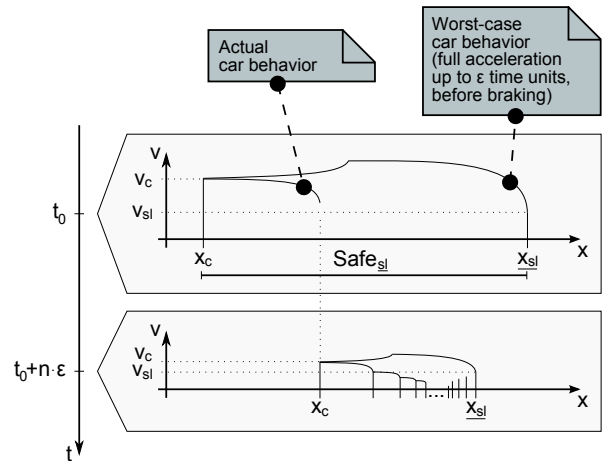 Actual
car behavior
Worst-case
car behavior
(full acceleration
up to ε time units,
before braking)
v
vc
vsl
t0
xc
xsl
x
Safesl
v
vc
vsl
t0+n·ε
xc
xsl
x
t